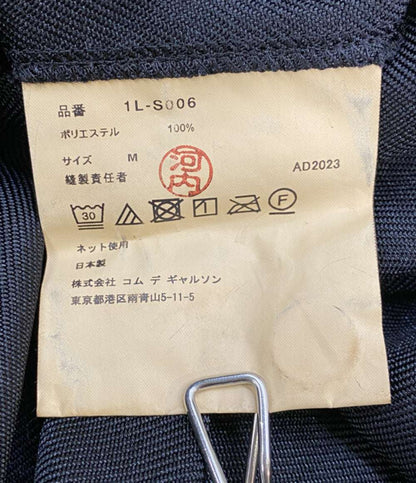 品番 1L-S006
ポリエステル 100%
サイズ M
縫製責任者 河内 AD2023
30 1 F
ネット使用
日本製
株式会社 コム デ ギャルソン
東京都港区南青山5-11-5